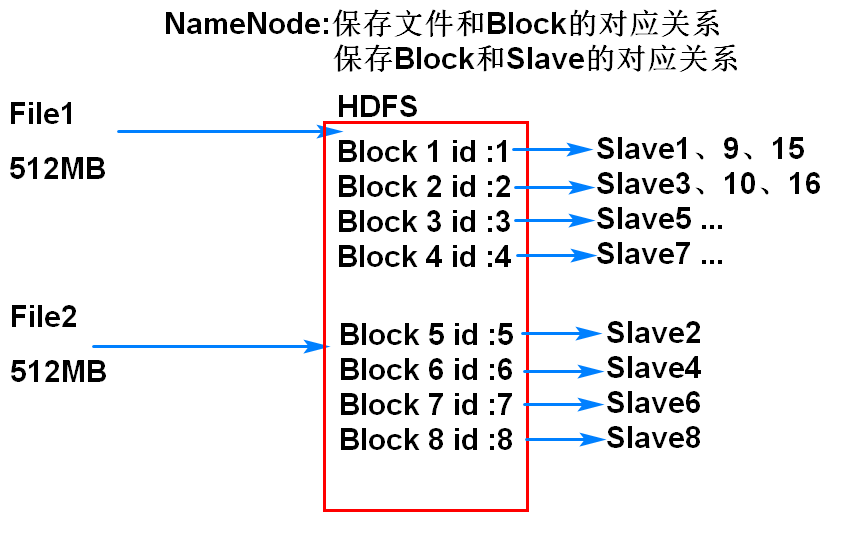 NameNode:保存文件和Block的对应关系
保存Block和Slave的对应关系
HDFS
File1
512MB
Block 1 id :1
Slave1、9、15
Block 2 id :2
Slave3、10、16
Block 3 id :3
Slave5 ...
Block 4 id :4
Slave7 ...
File2
512MB
Block 5 id :5
Slave2
Block 6 id :6
Slave4
Block 7 id :7
Slave6
Block 8 id :8
Slave8